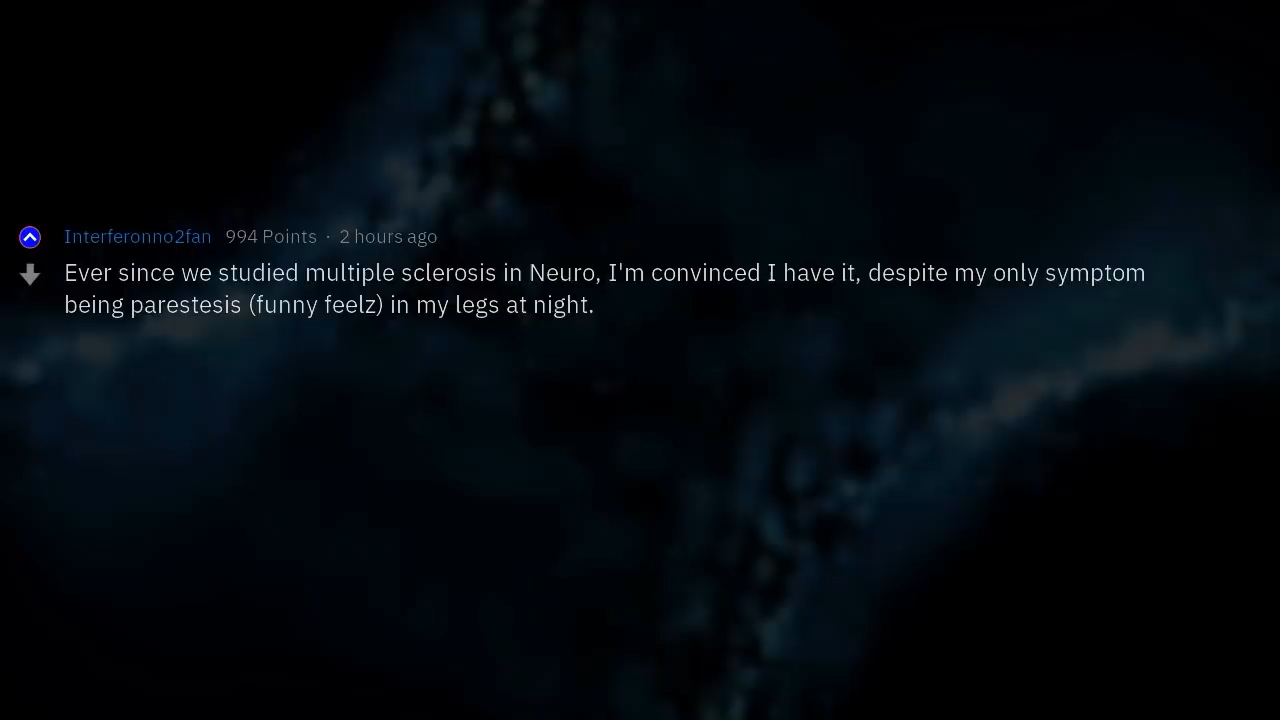 Interferonno2fan 994 Points · 2 hours ago
Ever since we studied multiple sclerosis in Neuro, I'm convinced I have it, despite my only symptom
being parestesis (funny feelz) in my legs at night.